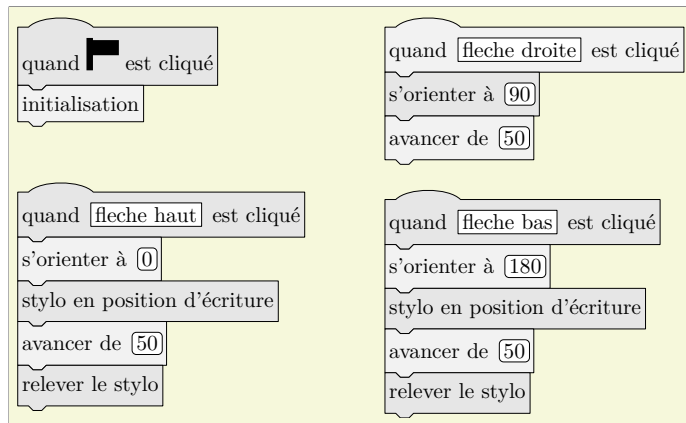 quand est cliqué
initialisation
quand fleche droite est cliqué
s'orienter à 90
avancer de 50
quand fleche haut est cliqué
s'orienter à 0
stylo en position d'écriture
avancer de 50
relever le stylo
quand fleche bas est cliqué
s'orienter à 180
stylo en position d'écriture
avancer de 50
relever le stylo